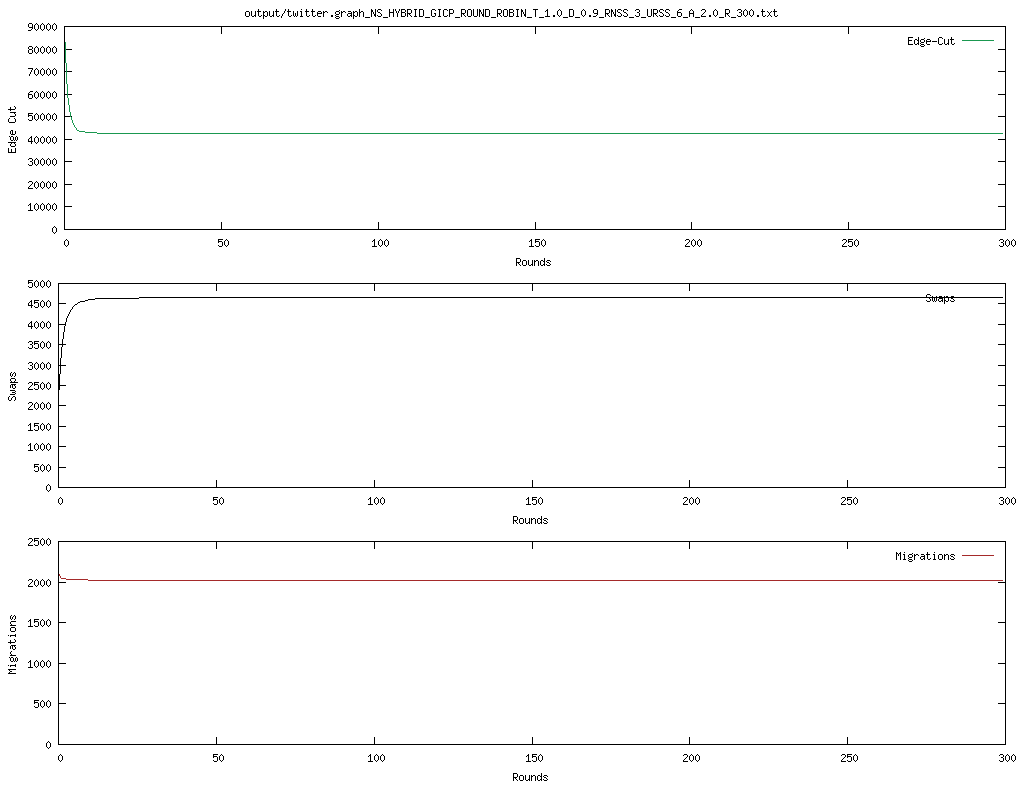 output/twitter.graph_NS_HYBRID_GICP_ROUND_ROBIN_T_1.0_D_0.9_RNSS_3_URSS_6_A_2.0_R_300.txt
90000
80000
70000
60000
50000
40000
30000
20000
10000
0
Edge Cut
Edge-Cut
0 50 100 150 200 250 300
Rounds
5000
4500
4000
3500
3000
2500
2000
1500
1000
500
0
Swaps
Swaps
0 50 100 150 200 250 300
Rounds
2500
2000
1500
1000
500
0
Migrations
Migrations
0 50 100 150 200 250 300
Rounds